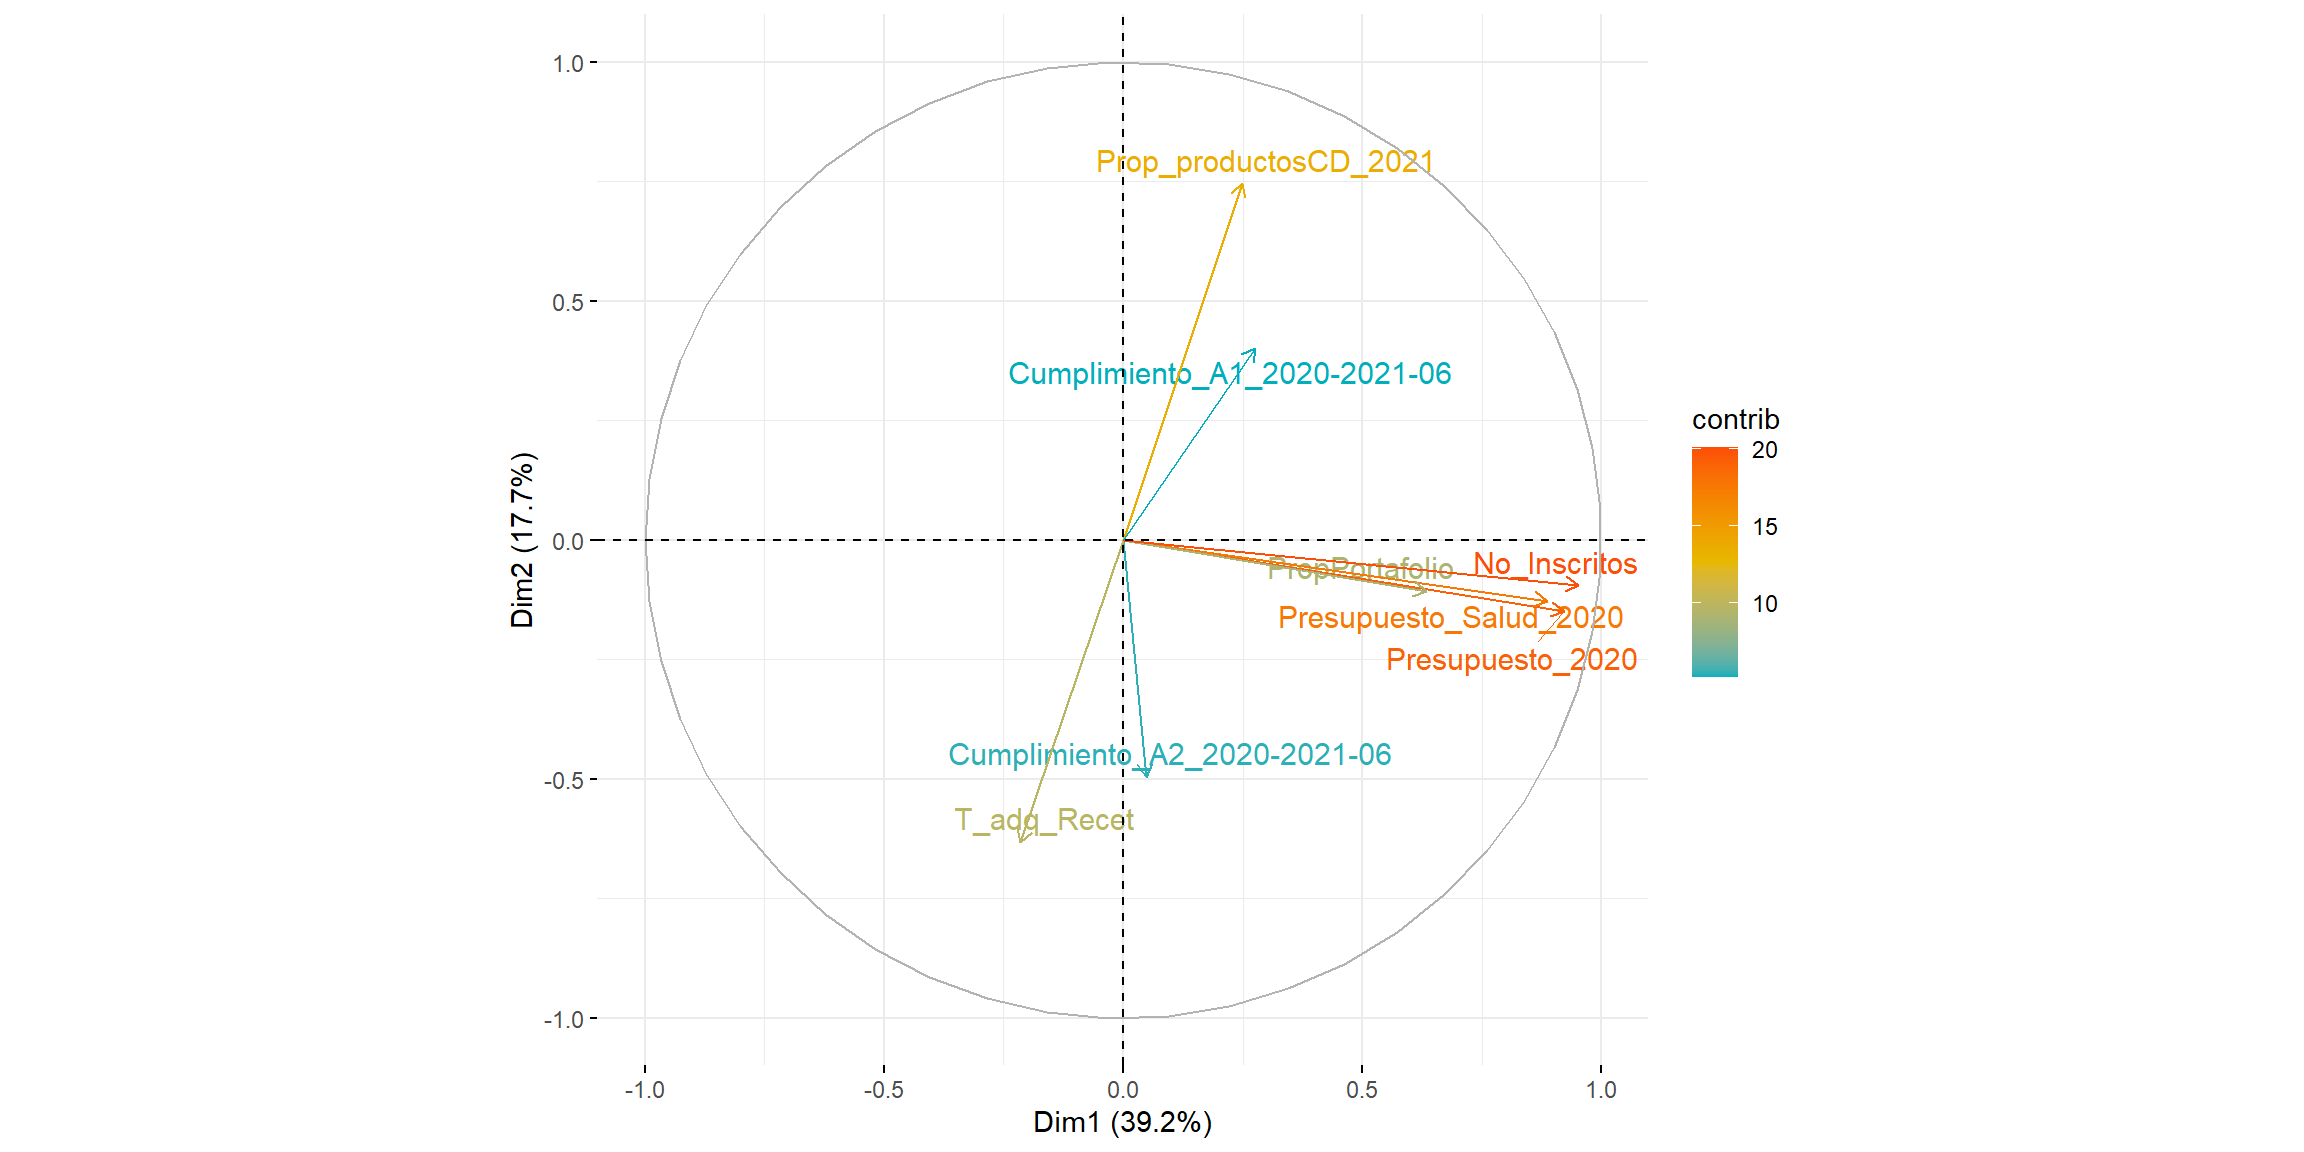 1.0
0.5
0.0
-0.5
-1.0
Dim2 (17.7%)
Prop_productosCD_2021
Cumplimiento_A1_2020-2021-06
PropPortafolio
No_Inscritos
Presupuesto_Salud_2020
Presupuesto_2020
Cumplimiento_A2_2020-2021-06
T_adq_Recet
-1.0
-0.5
0.0
0.5
1.0
Dim1 (39.2%)
contrib
20
15
10